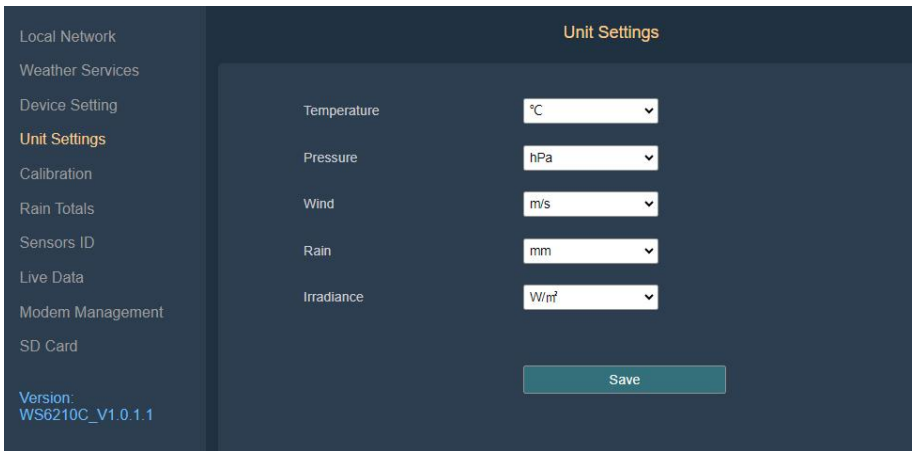 Local Network
Weather Services
Device Setting
Unit Settings
Calibration
Rain Totals
Sensors ID
Live Data
Modem Management
SD Card
Version:
WS6210C_V1.0.1.1
Unit Settings
Temperature ℃
Pressure hPa
Wind m/s
Rain mm
Irradiance W/㎡
Save